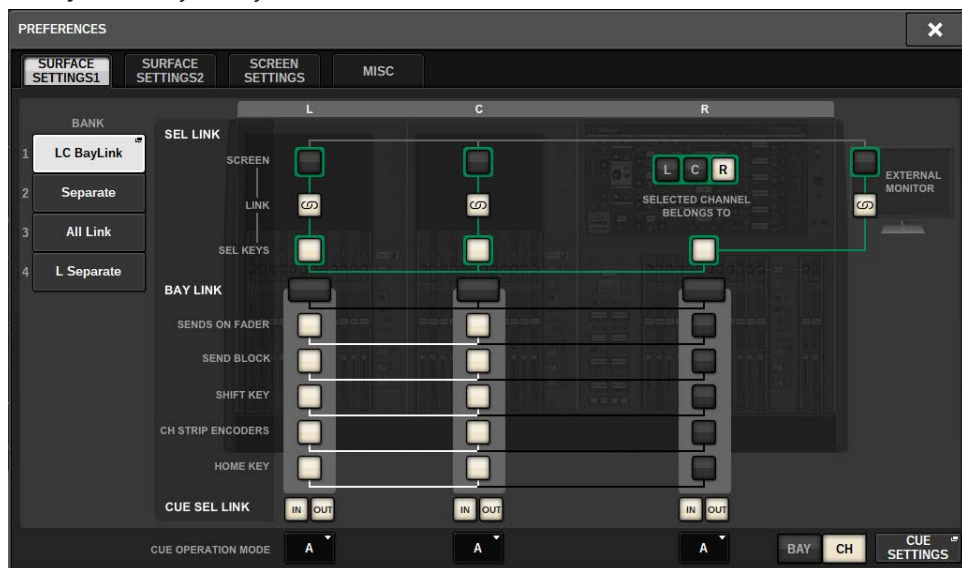 PREFERENCES
SURFACE SETTINGS1
SURFACE SETTINGS2
SCREEN SETTINGS
MISC
L C R
BANK
1 LC BayLink
2 Separate
3 All Link
4 L Separate
SEL LINK
SCREEN
LINK
SEL KEYS
L C R
SELECTED CHANNEL
BELONGS TO
EXTERNAL
MONITOR
BAY LINK
SENDS ON FADER
SEND BLOCK
SHIFT KEY
CH STRIP ENCODERS
HOME KEY
CUE SEL LINK IN OUT IN OUT IN OUT
CUE OPERATION MODE A A A BAY CH CUE SETTINGS